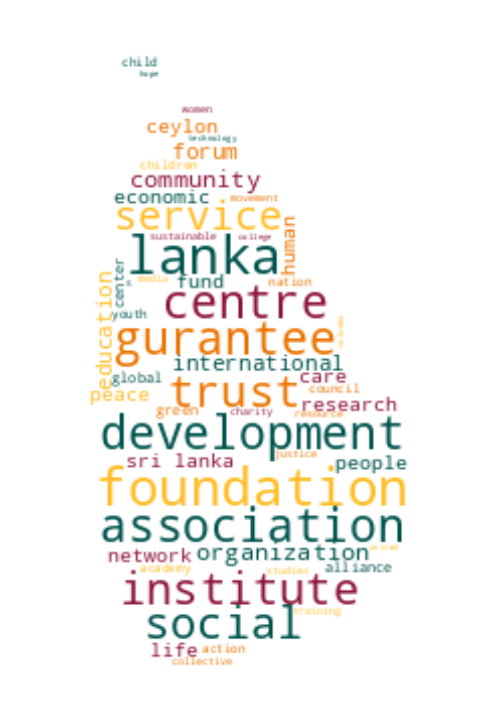 child
hope
women
ceylon
technology
forum
children
community
economic
movement
service
sustainable
college
human
lanka
center
media
fund
nation
s
education
centre
youth
gurantee
international
global
care
trust
council
peace
research
green
charity
resource
development
justice
sri lanka
people
foundation
association
network
organization
alliance
academy
studies
institute
social
training
life
action
collective